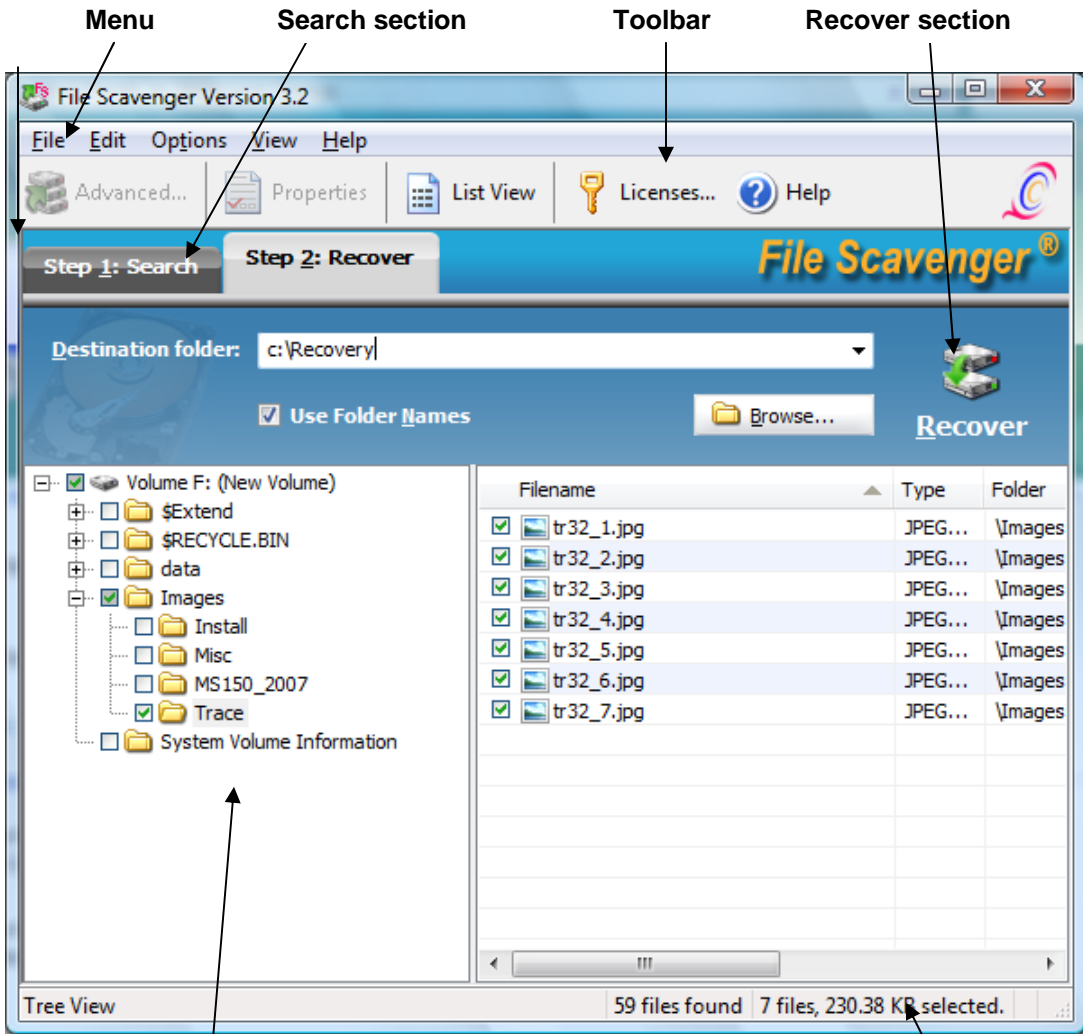 Menu Search section Toolbar Recover section
File Scavenger Version 3.2
File Edit Options View Help
Advanced... Properties List View Licenses... Help
Step 1: Search Step 2: Recover File Scavenger ®
Destination folder: c:\Recovery
Use Folder Names Browse... Recover
Volume F: (New Volume) Filename Type Folder
$Extend tr32_1.jpg JPEG... \Images
$RECYCLE.BIN tr32_2.jpg JPEG... \Images
data tr32_3.jpg JPEG... \Images
Images tr32_4.jpg JPEG... \Images
Install tr32_5.jpg JPEG... \Images
Misc tr32_6.jpg JPEG... \Images
MS150_2007 tr32_7.jpg JPEG... \Images
Trace
System Volume Information
Tree View 59 files found 7 files, 230.38 KB selected.